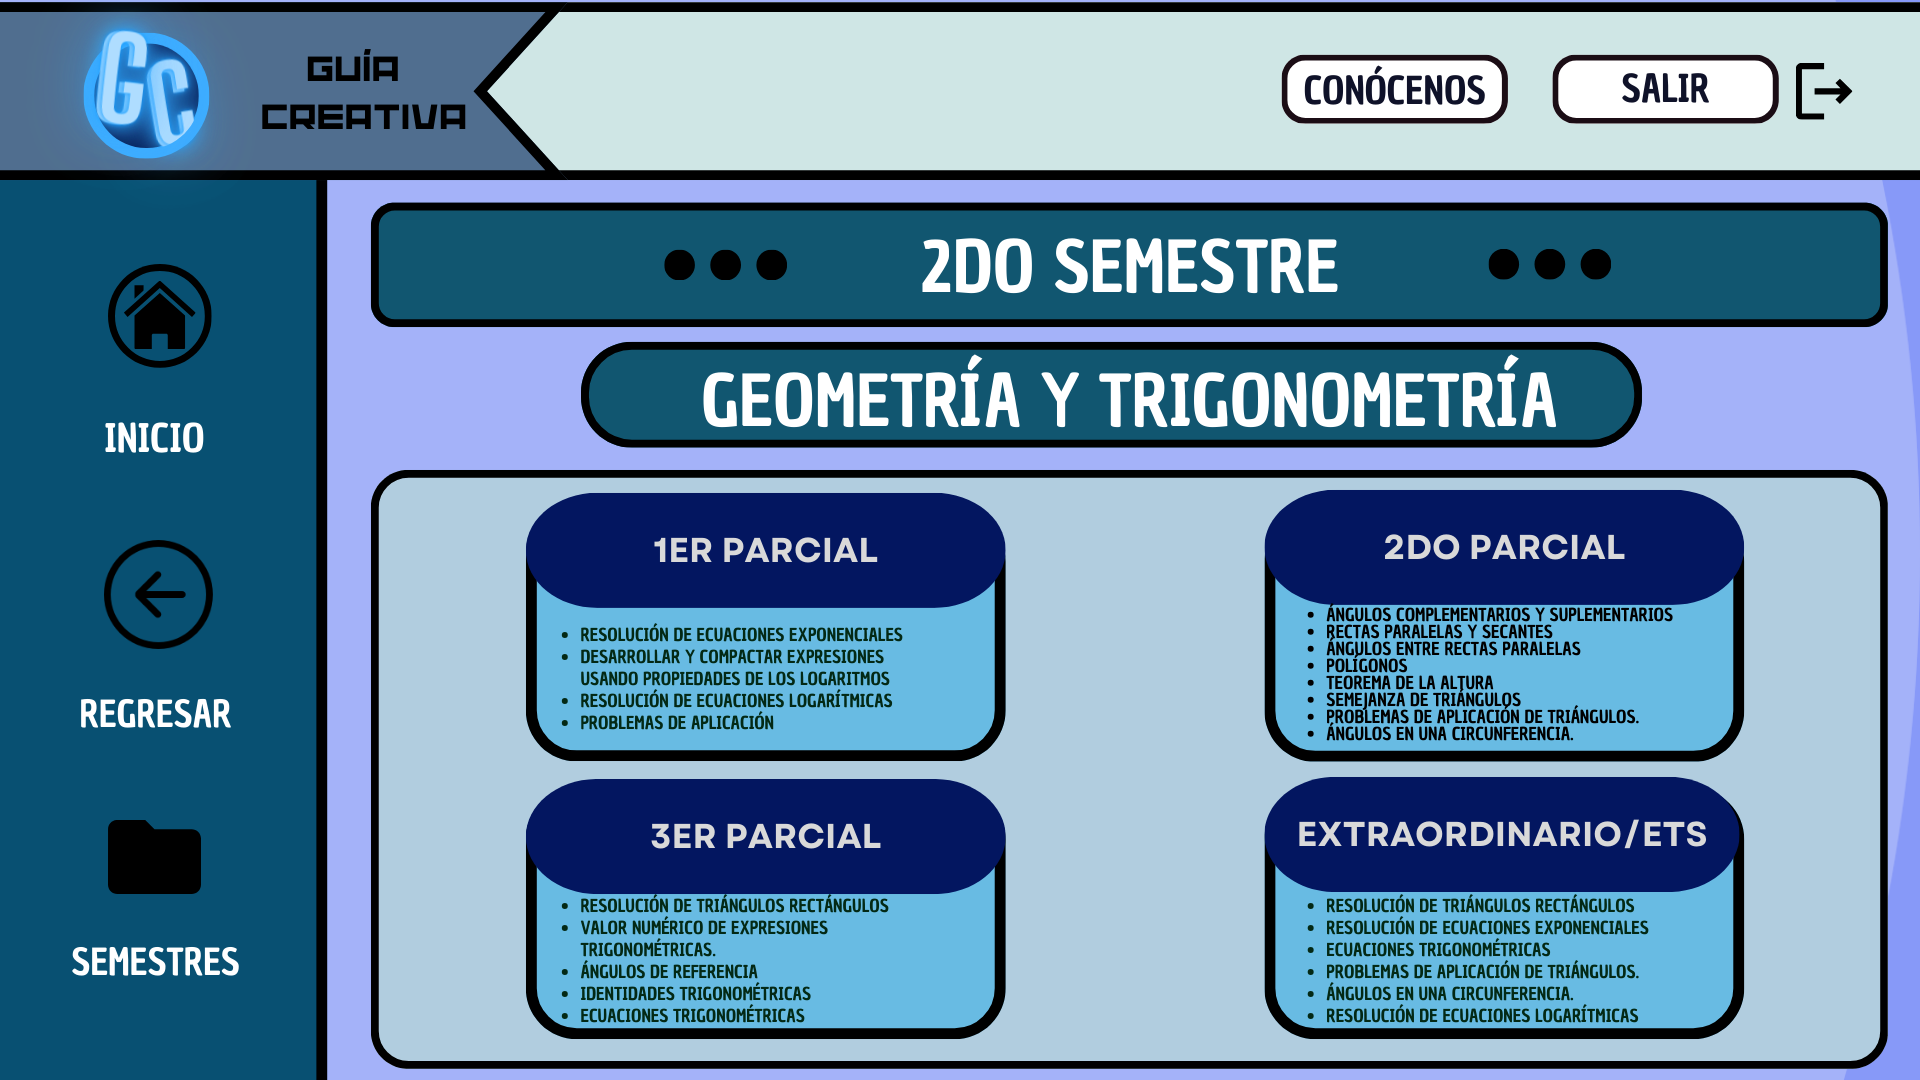 GC
GUÍA
CREATIVA
CONÓCENOS
SALIR
INICIO
REGRESAR
SEMESTRES
2DO SEMESTRE
GEOMETRÍA Y TRIGONOMETRÍA
1ER PARCIAL
• RESOLUCIÓN DE ECUACIONES EXPONENCIALES
• DESARROLLAR Y COMPACTAR EXPRESIONES
USANDO PROPIEDADES DE LOS LOGARITMOS
• RESOLUCIÓN DE ECUACIONES LOGARÍTMICAS
• PROBLEMAS DE APLICACIÓN
2DO PARCIAL
• ÁNGULOS COMPLEMENTARIOS Y SUPLEMENTARIOS
• RECTAS PARALELAS Y SECANTES
• ÁNGULOS ENTRE RECTAS PARALELAS
• POLÍGONOS
• TEOREMA DE LA ALTURA
• SEMEJANZA DE TRIÁNGULOS
• PROBLEMAS DE APLICACIÓN DE TRIÁNGULOS.
• ÁNGULOS EN UNA CIRCUNFERENCIA.
3ER PARCIAL
• RESOLUCIÓN DE TRIÁNGULOS RECTÁNGULOS
• VALOR NUMÉRICO DE EXPRESIONES
TRIGONOMÉTRICAS.
• ÁNGULOS DE REFERENCIA
• IDENTIDADES TRIGONOMÉTRICAS
• ECUACIONES TRIGONOMÉTRICAS
EXTRAORDINARIO/ETS
• RESOLUCIÓN DE TRIÁNGULOS RECTÁNGULOS
• RESOLUCIÓN DE ECUACIONES EXPONENCIALES
• ECUACIONES TRIGONOMÉTRICAS
• PROBLEMAS DE APLICACIÓN DE TRIÁNGULOS.
• ÁNGULOS EN UNA CIRCUNFERENCIA.
• RESOLUCIÓN DE ECUACIONES LOGARÍTMICAS